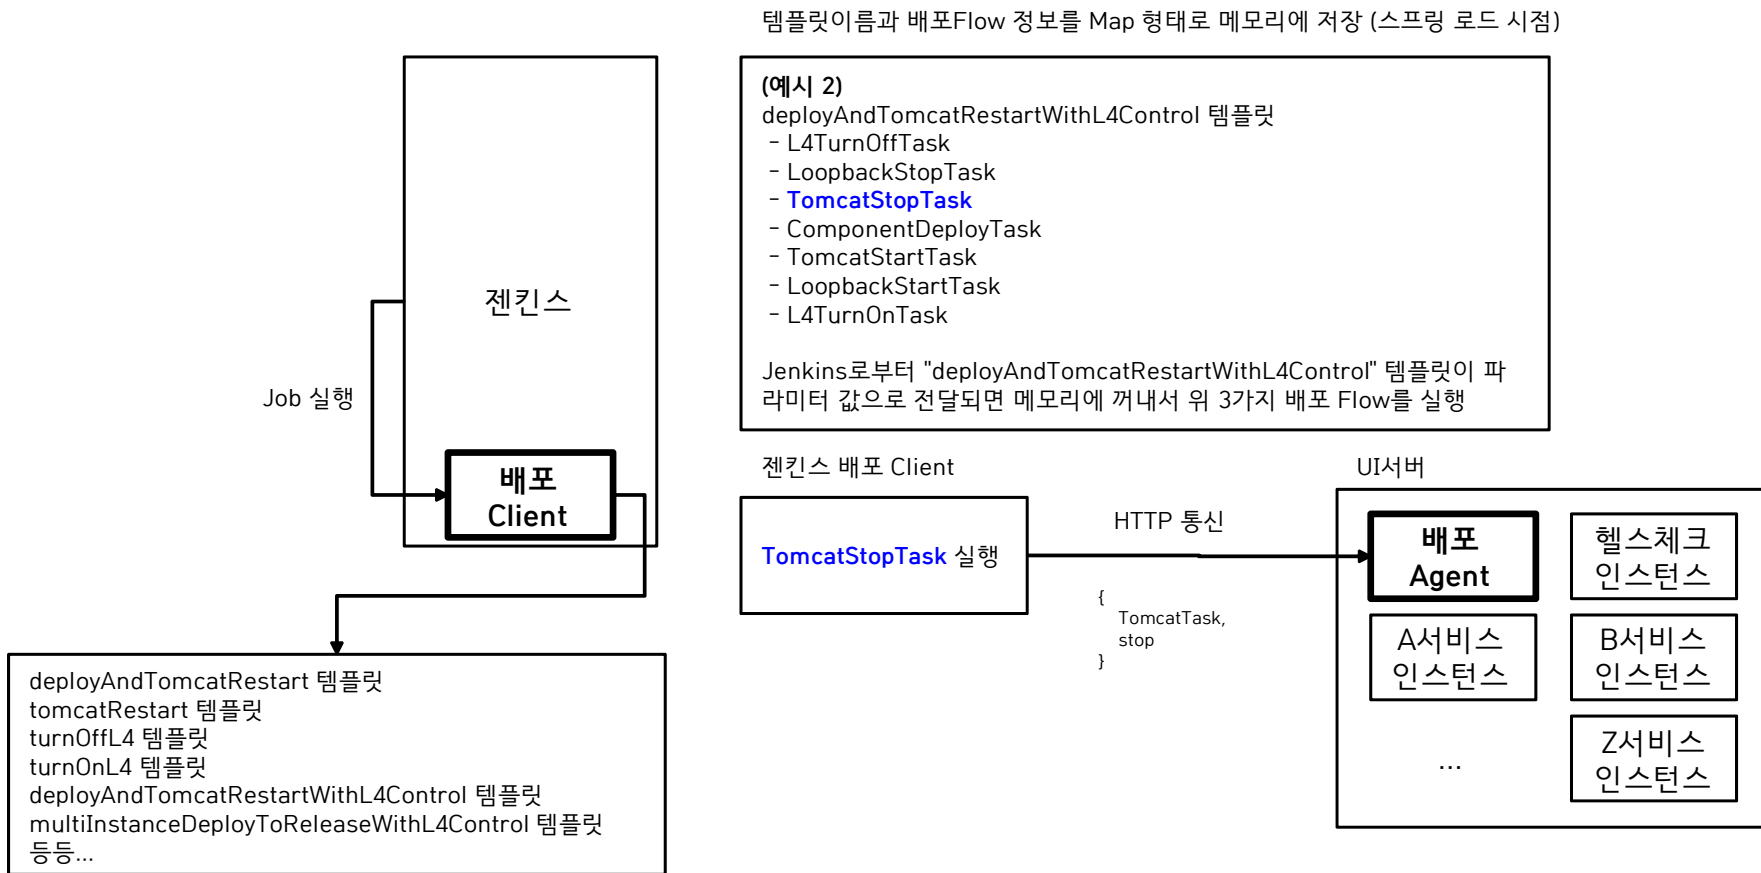 템플릿이름과 배포Flow 정보를 Map 형태로 메모리에 저장 (스프링 로드 시점)
(예시 2)
deployAndTomcatRestartWithL4Control 템플릿
- L4TurnOffTask
- LoopbackStopTask
- TomcatStopTask
- ComponentDeployTask
- TomcatStartTask
- LoopbackStartTask
- L4TurnOnTask
Jenkins로부터 "deployAndTomcatRestartWithL4Control" 템플릿이 파
라미터 값으로 전달되면 메모리에 꺼내서 위 3가지 배포 Flow를 실행
젠킨스
Job 실행
배포
Client
deployAndTomcatRestart 템플릿
tomcatRestart 템플릿
turnOffL4 템플릿
turnOnL4 템플릿
deployAndTomcatRestartWithL4Control 템플릿
multiInstanceDeployToReleaseWithL4Control 템플릿
등등...
젠킨스 배포 Client
TomcatStopTask 실행
HTTP 통신
{
TomcatTask,
stop
}
UI서버
배포
Agent
헬스체크
인스턴스
A서비스
인스턴스
B서비스
인스턴스
...
Z서비스
인스턴스